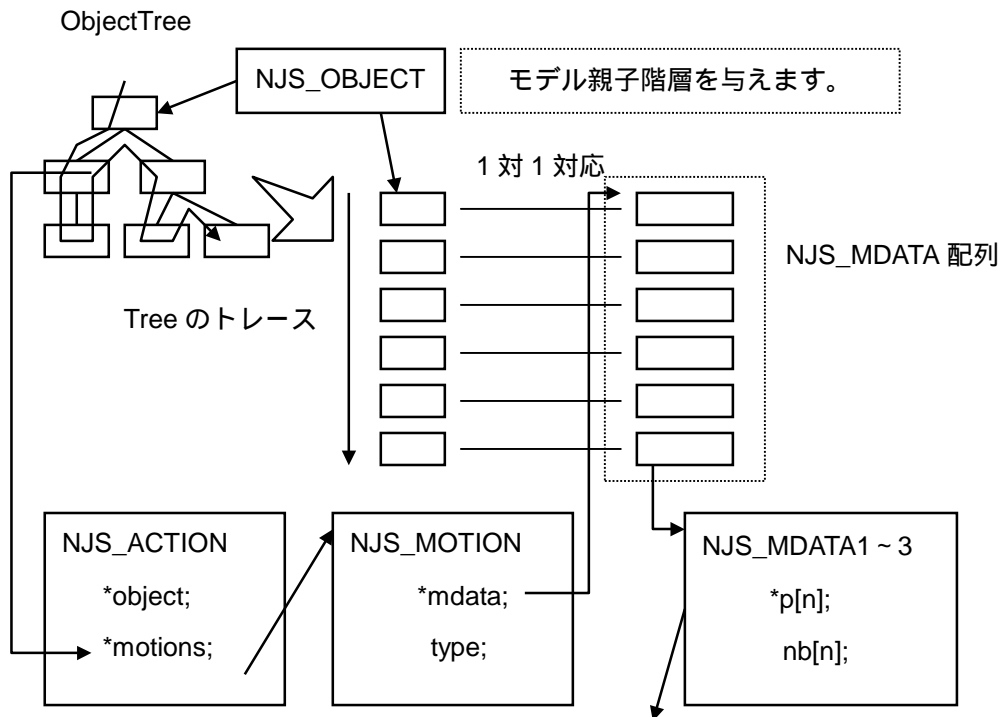 ObjectTree
NJS_OBJECT
モデル親子階層を与えます。
1 対 1 対応
NJS_MDATA 配列
Tree のトレース
NJS_ACTION
*object;
*motions;
NJS_MOTION
*mdata;
type;
NJS_MDATA1 ~ 3
*p[n];
nb[n];